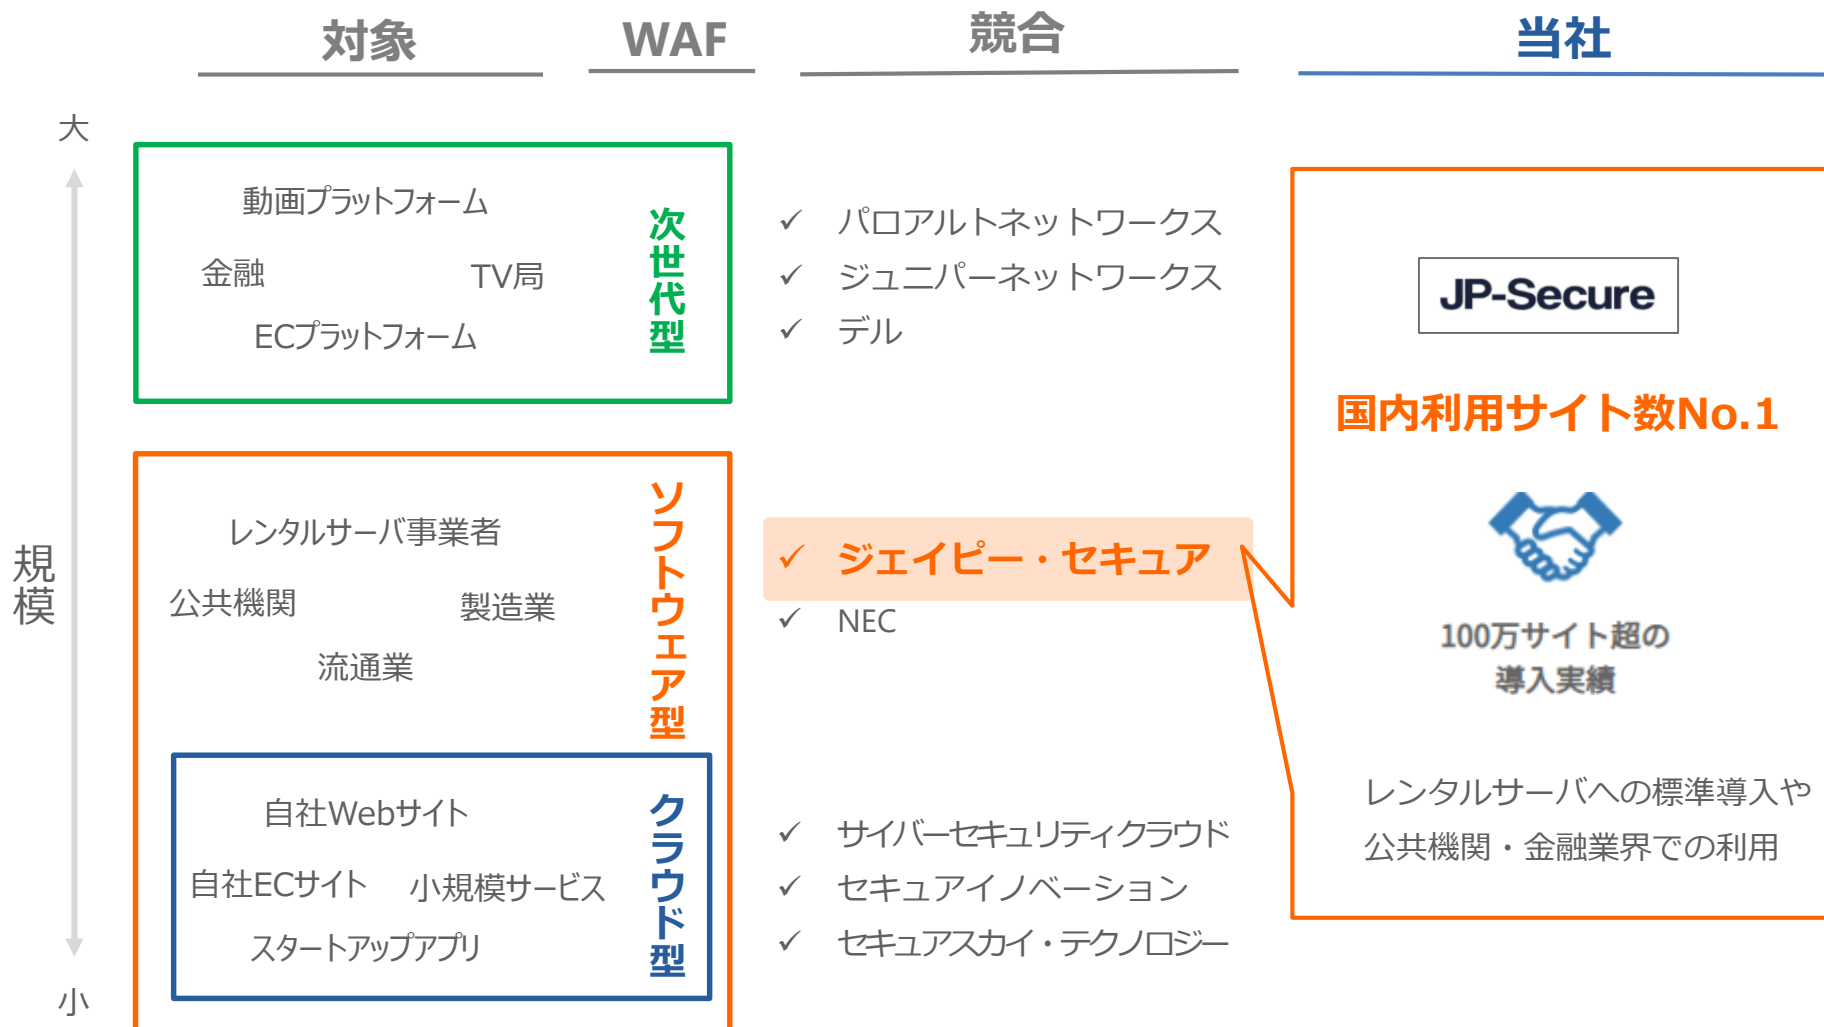 対象
WAF
競合
当社
大
規模
小
動画プラットフォーム
金融
TV局
ECプラットフォーム
次世代型
パロアルトネットワークス
ジュニパーネットワークス
デル
レンタルサーバ事業者
公共機関
製造業
流通業
ソフトウェア型
ジェイピー・セキュア
NEC
自社Webサイト
自社ECサイト
小規模サービス
スタートアップアプリ
クラウド型
サイバーセキュリティクラウド
セキュアイノベーション
セキュアスカイ・テクノロジー
JP-Secure
国内利用サイト数No.1
100万サイト超の
導入実績
レンタルサーバへの標準導入や
公共機関・金融業界での利用